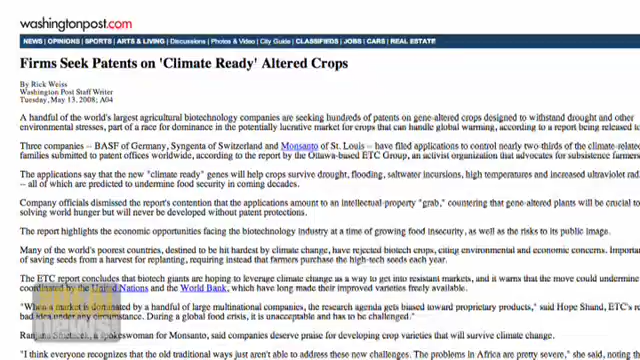 washingtonpost.com
NEWS | OPINIONS | SPORTS | ARTS & LIVING | Discussions | Photos & Video | City Guide | CLASSIFIEDS | JOBS | CARS | REAL ESTATE
Firms Seek Patents on 'Climate Ready' Altered Crops
By Rick Weiss
Washington Post Staff Writer
Tuesday, May 13, 2008; A04
A handful of the world's largest agricultural biotechnology companies are seeking hundreds of patents on gene-altered crops designed to withstand drought and other
environmental stresses, part of a race for dominance in the potentially lucrative market for crops that can handle global warming, according to a report being released to
Three companies -- BASF of Germany, Syngenta of Switzerland and Monsanto of St. Louis -- have filed applications to control nearly two-thirds of the climate-relate
families submitted to patent offices worldwide, according to the report by the Ottawa-based ETC Group, an activist organization that advocates for subsistence farmer
The applications say that the new "climate ready" genes will help crops survive drought, flooding, saltwater incursions, high temperatures and increased ultraviolet rad
-- all of which are predicted to undermine food security in coming decades.
Company officials dismissed the report's contention that the applications amount to an intellectual-property "grab," countering that gene-altered plants will be crucial to
solving world hunger but will never be developed without patent protections.
The report highlights the economic opportunities facing the biotechnology industry at a time of growing food insecurity, as well as the risks to its public image.
Many of the world's poorest countries, destined to be hit hardest by climate change, have rejected biotech crops, citing environmental and economic concerns. Importan
of saving seeds from a harvest for replanting, requiring instead that farmers purchase the high-tech seeds each year.
The ETC report concludes that biotech giants are hoping to leverage climate change as a way to get into resistant markets, and it warns that the move could undermine
coordinated by the United Nations and the World Bank, which have long made their improved varieties freely available.
"When a market is dominated by a handful of large multinational companies, the research agenda gets biased toward proprietary products," said Hope Shand, ETC's r
bad idea under any circumstance. During a global food crisis, it is unacceptable and has to be challenged."
Ranjana spokeswoman for Monsanto, said companies deserve praise for developing crop varieties that will survive climate change.
"I think everyone recognizes that the old traditional ways just aren't able to address these new challenges. The problems in Africa are pretty severe," she said, noting t
news